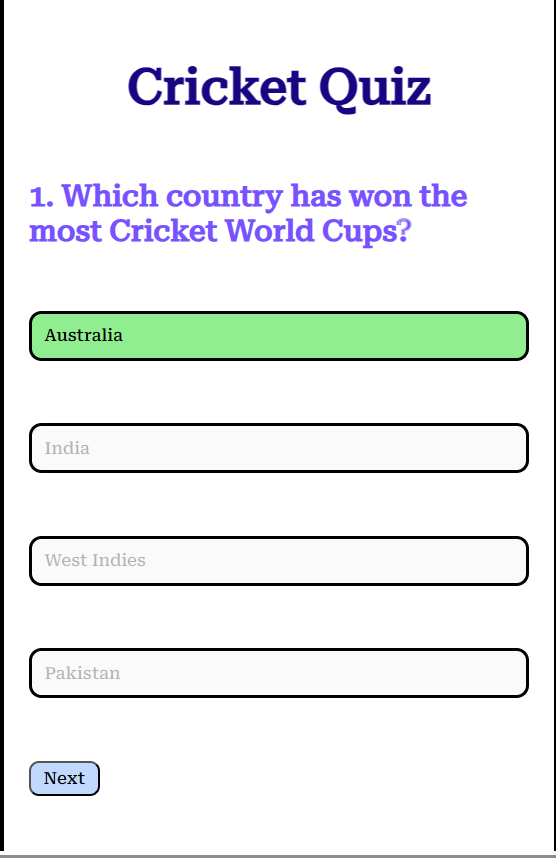 Cricket Quiz
1. Which country has won the
most Cricket World Cups?
Australia
India
West Indies
Pakistan
Next